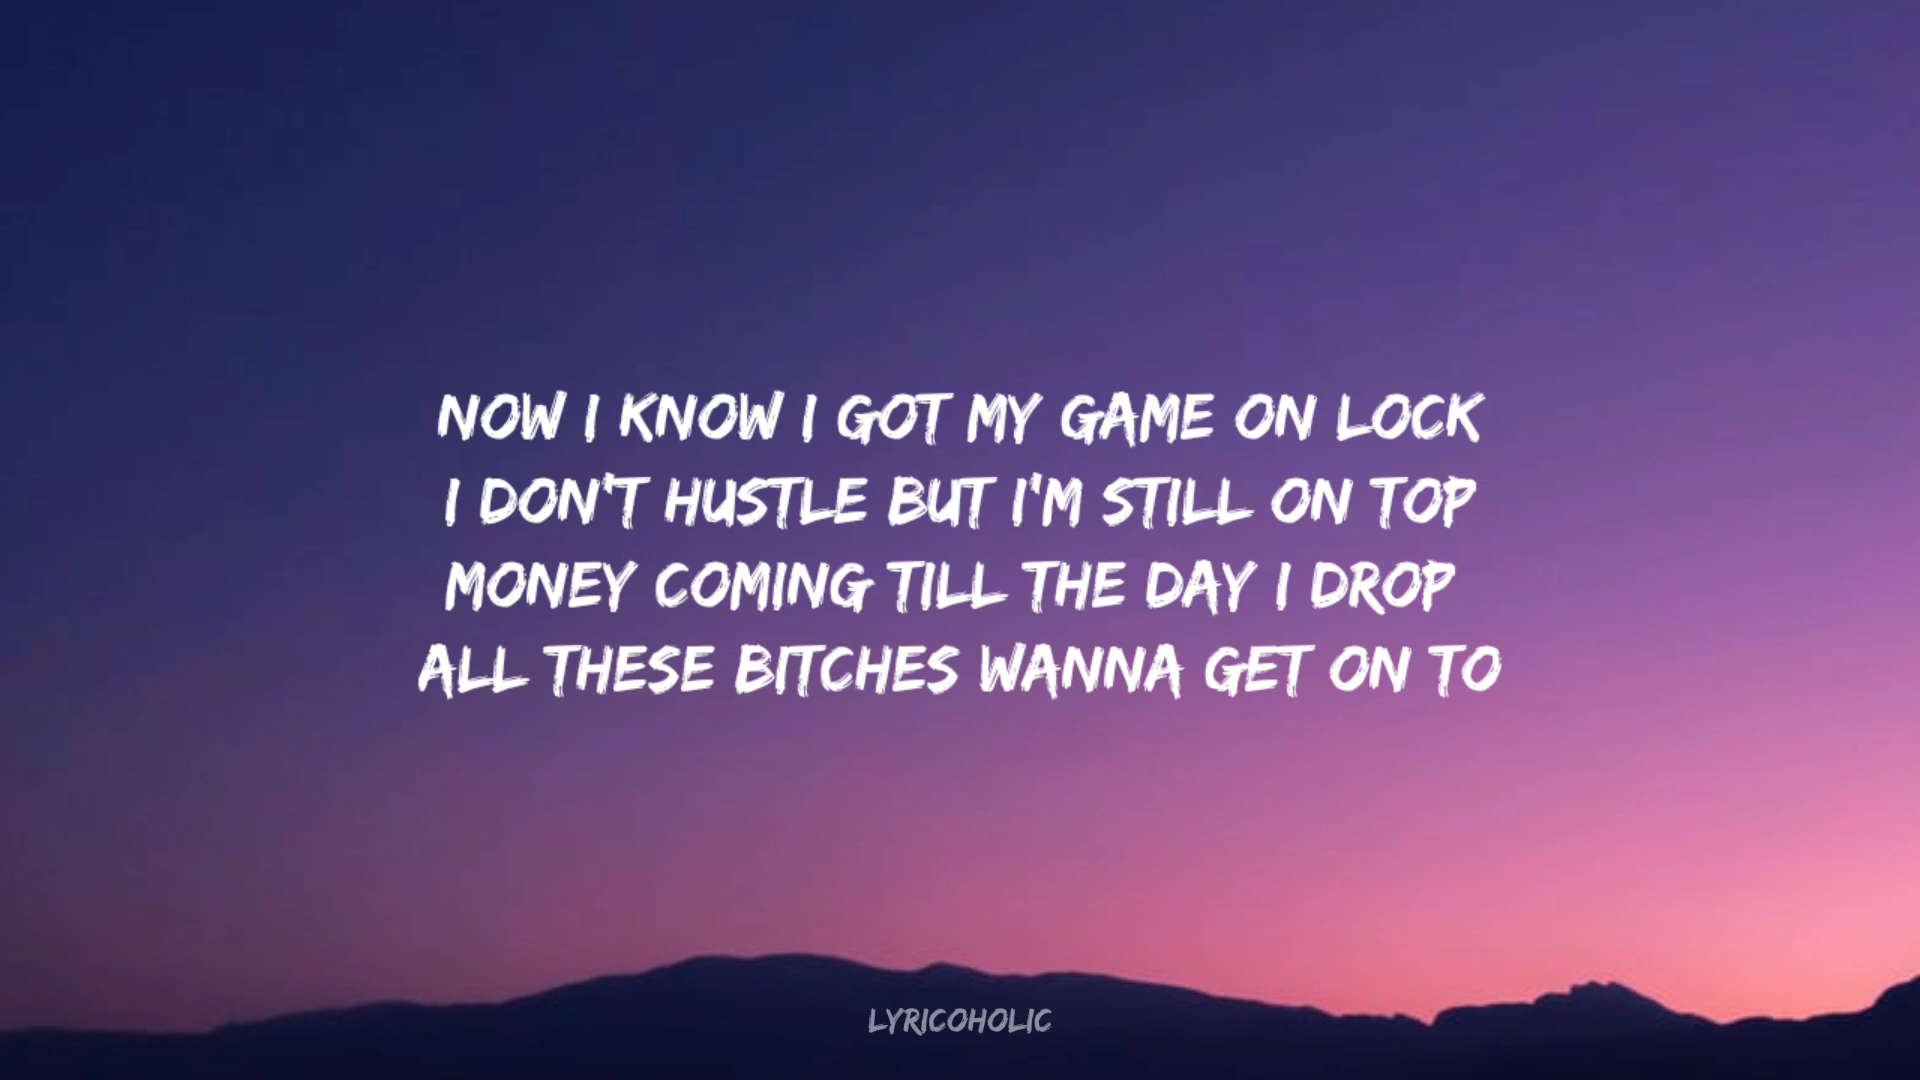 NOW I KNOW I GOT MY GAME ON LOCK
I DON'T HUSTLE BUT I'M STILL ON TOP
MONEY COMING TILL THE DAY I DROP
ALL THESE BITCHES WANNA GET ON TO
LYRICOHOLIC